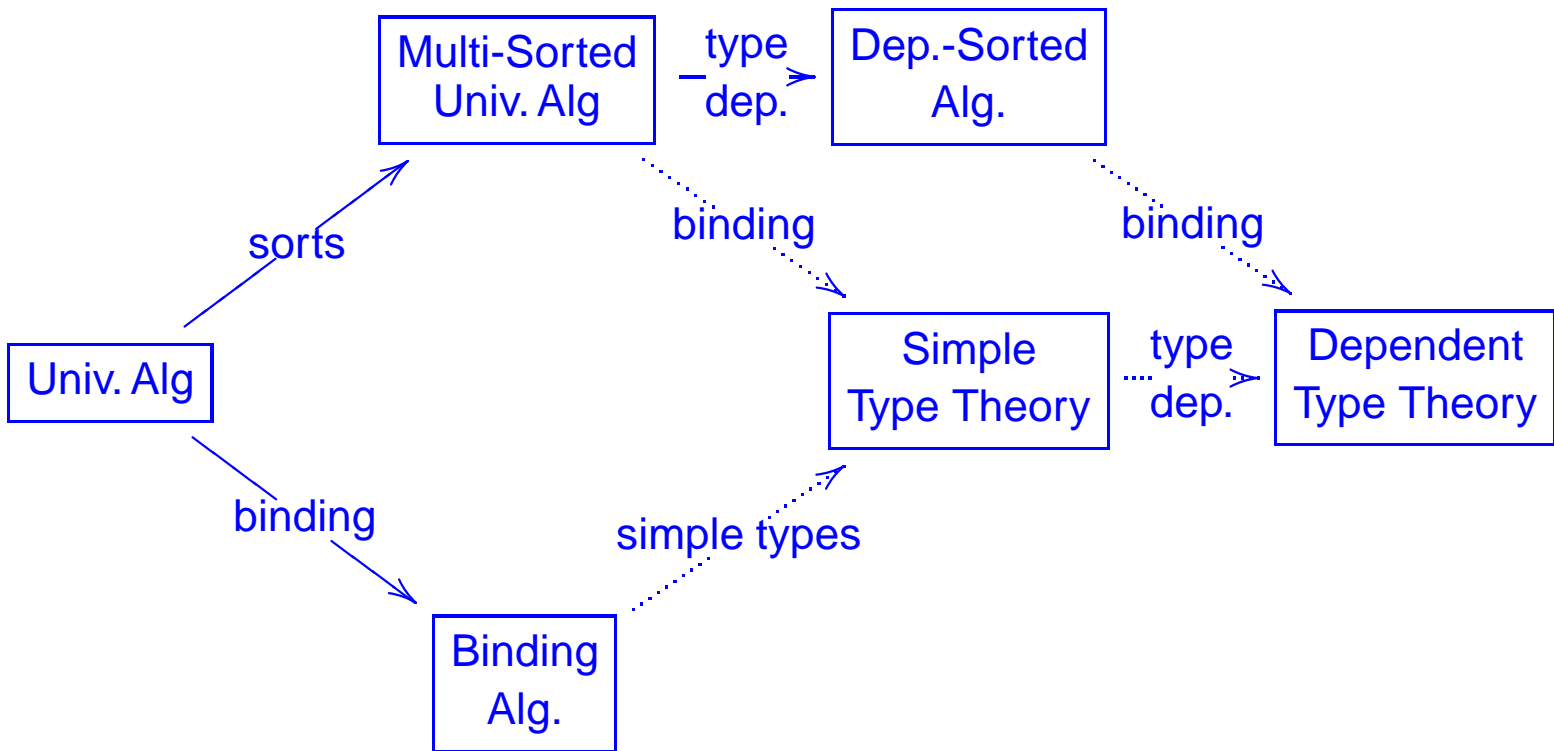 Multi-Sorted
Univ. Alg
type
dep.
Dep.-Sorted
Alg.
sorts
binding
binding
Univ. Alg
Simple
Type Theory
type
dep.
Dependent
Type Theory
binding
simple types
Binding
Alg.